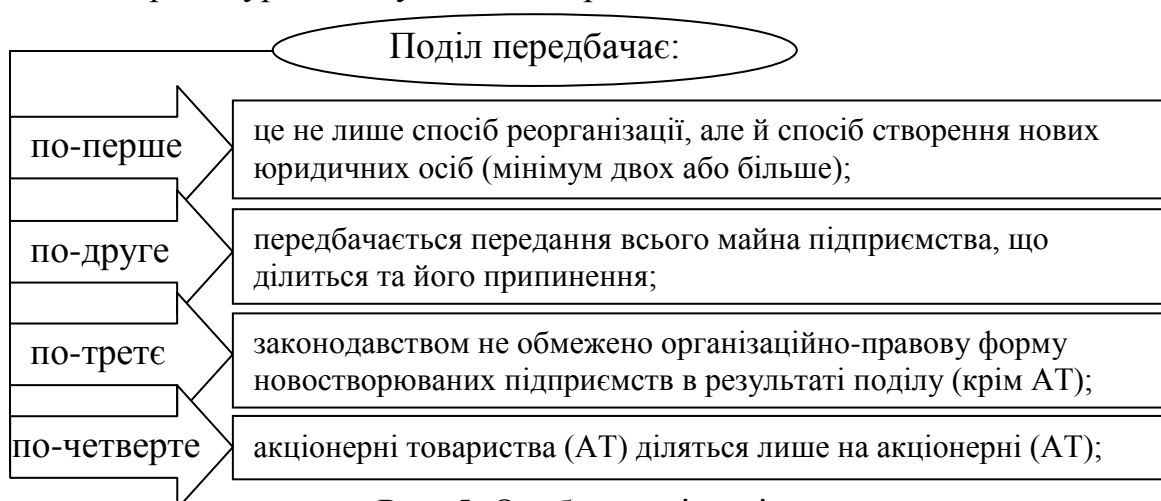 Поділ передбачає:
по-перше
це не лише спосіб реорганізації, але й спосіб створення нових
юридичних осіб (мінімум двох або більше);
по-друге
передбачається передання всього майна підприємства, що
ділиться та його припинення;
по-третє
законодавством не обмежено організаційно-правову форму
новостворюваних підприємств в результаті поділу (крім АТ);
по-четверте
акціонерні товариства (АТ) діляться лише на акціонерні (АТ);